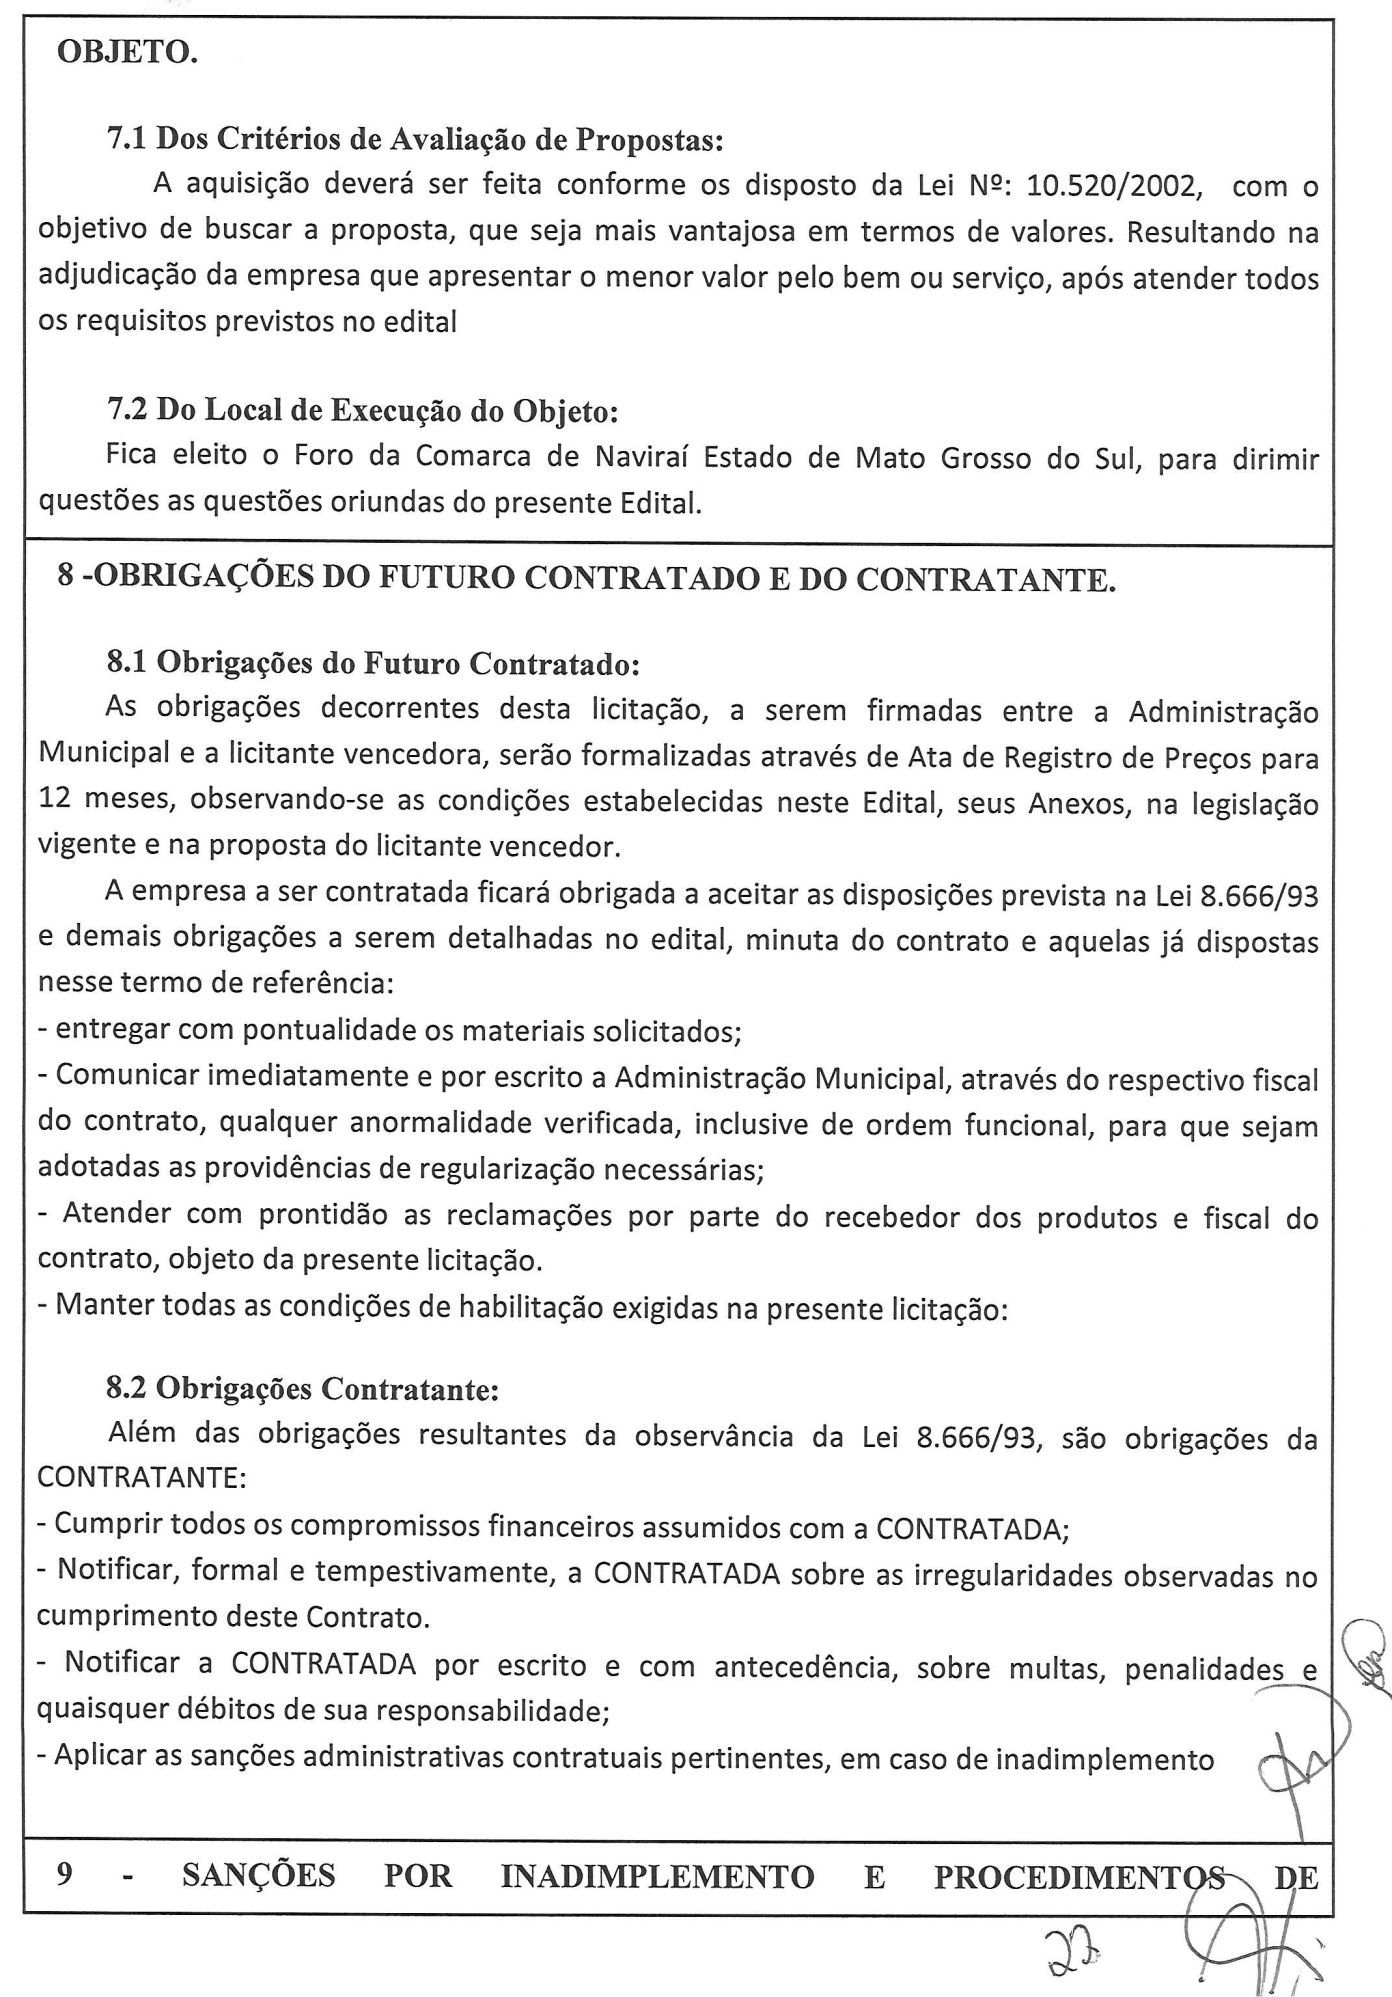 OBJETO.
7.1 Dos Critérios de Avaliação de Propostas:
A aquisição deverá ser feita conforme os disposto da Lei Nº: 10.520/2002, com o
objetivo de buscar a proposta, que seja mais vantajosa em termos de valores. Resultando na
adjudicação da empresa que apresentar o menor valor pelo bem ou serviço, após atender todos
os requisitos previstos no edital
7.2 Do Local de Execução do Objeto:
Fica eleito o Foro da Comarca de Naviraí Estado de Mato Grosso do Sul, para dirimir
questões as questões oriundas do presente Edital.
8 -OBRIGAÇÕES DO FUTURO CONTRATADO E DO CONTRATANTE.
8.1 Obrigações do Futuro Contratado:
As obrigações decorrentes desta licitação, a serem firmadas entre a Administração
Municipal e a licitante vencedora, serão formalizadas através de Ata de Registro de Preços para
12 meses, observando-se as condições estabelecidas neste Edital, seus Anexos, na legislação
vigente e na proposta do licitante vencedor.
A empresa a ser contratada ficará obrigada a aceitar as disposições prevista na Lei 8.666/93
e demais obrigações a serem detalhadas no edital, minuta do contrato e aquelas já dispostas
nesse termo de referência:
- entregar com pontualidade os materiais solicitados;
- Comunicar imediatamente e por escrito a Administração Municipal, através do respectivo fiscal
do contrato, qualquer anormalidade verificada, inclusive de ordem funcional, para que sejam
adotadas as providências de regularização necessárias;
- Atender com prontidão as reclamações por parte do recebedor dos produtos e fiscal do
contrato, objeto da presente licitação.
- Manter todas as condições de habilitação exigidas na presente licitação:
8.2 Obrigações Contratante:
Além das obrigações resultantes da observância da Lei 8.666/93, são obrigações da
CONTRATANTE:
- Cumprir todos os compromissos financeiros assumidos com a CONTRATADA;
- Notificar, formal e tempestivamente, a CONTRATADA sobre as irregularidades observadas no
cumprimento deste Contrato.
- Notificar a CONTRATADA por escrito e com antecedência, sobre multas, penalidades e
quaisquer débitos de sua responsabilidade;
- Aplicar as sanções administrativas contratuais pertinentes, em caso de inadimplemento
9 - SANÇÕES POR INADIMPLEMENTO E PROCEDIMENTOS DE